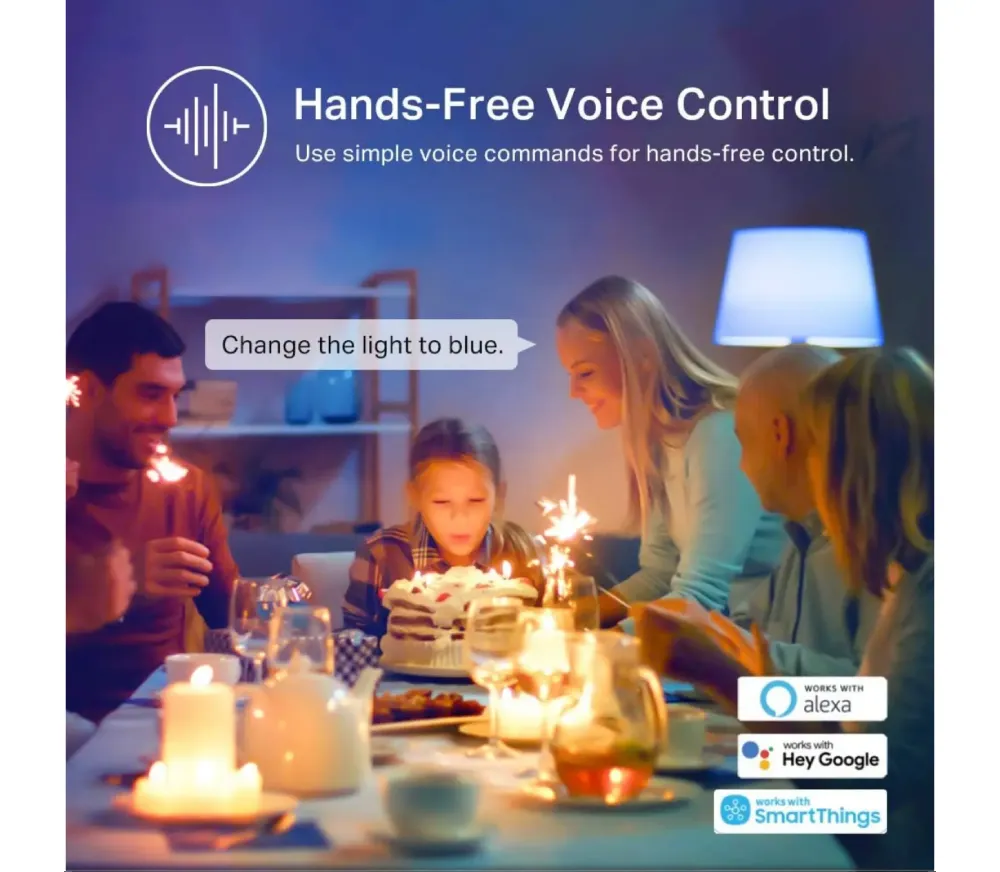 Hands-Free Voice Control
Use simple voice commands for hands-free control.
Change the light to blue.
WORKS WITH
alexa
works with
Hey Google
works with
SmartThings